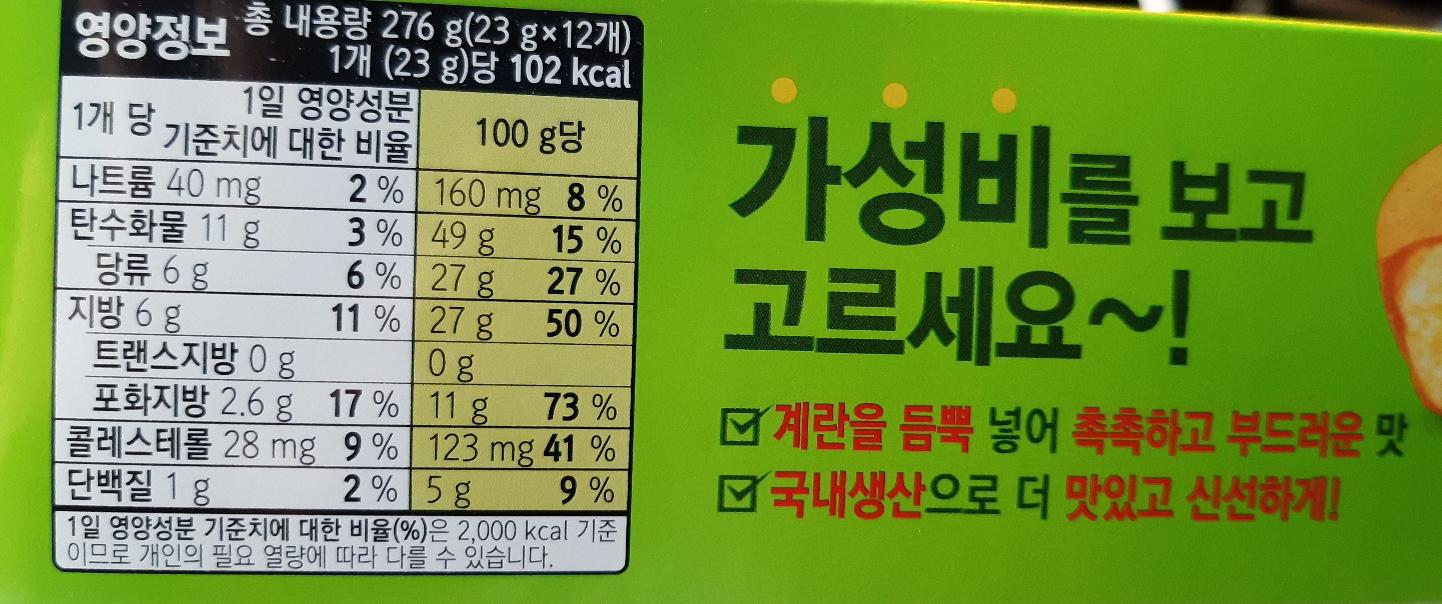 영양정보 총 내용량 276 g(23 g×12개)
1개 (23 g)당 102 kcal
1개 당 1일 영양성분 기준치에 대한 비율 100 g당
나트륨 40 mg 2 % 160 mg 8 %
탄수화물 11 g 3 % 49 g 15 %
당류 6 g 6 % 27 g 27 %
지방 6 g 11 % 27 g 50 %
트랜스지방 0 g 0 g
포화지방 2.6 g 17 % 11 g 73 %
콜레스테롤 28 mg 9 % 123 mg 41 %
단백질 1 g 2 % 5 g 9 %
1일 영양성분 기준치에 대한 비율(%)은 2,000 kcal 기준
이므로 개인의 필요 열량에 따라 다를 수 있습니다.
가성비를 보고
고르세요~!
계란을 듬뿍 넣어 촉촉하고 부드러운 맛
국내생산으로 더 맛있고 신선하게!